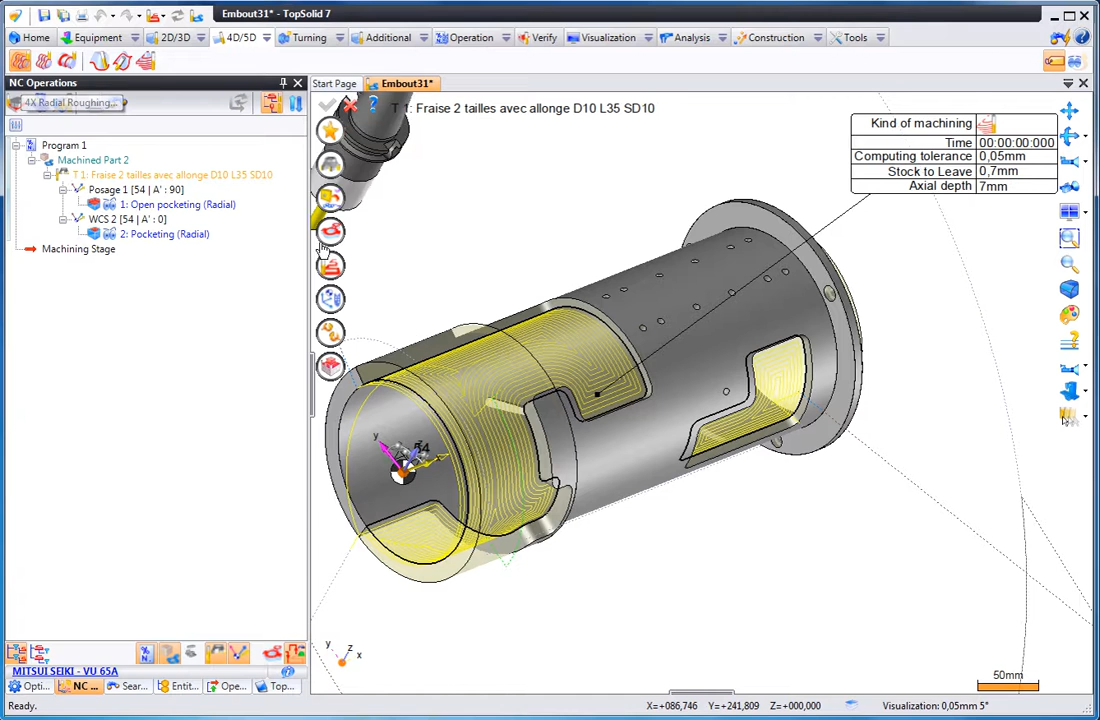 Embout31* - TopSolid 7
Home Equipment 2D/3D 4D/5D Turning Additional Operation Verify Visualization Analysis Construction Tools
NC Operations
Start Page Embout31*
4X Radial Roughing...
T 1: Fraise 2 tailles avec allonge D10 L35 SD10
Program 1
Machined Part 2
T 1: Fraise 2 tailles avec allonge D10 L35 SD10
Posage 1 [54 | A' : 90]
1: Open pocketing (Radial)
WCS 2 [54 | A' : 0]
2: Pocketing (Radial)
Machining Stage
Kind of machining
Time 00:00:00:000
Computing tolerance 0,05mm
Stock to Leave 0,7mm
Axial depth 7mm
y
54
y z x
50mm
MITSUI SEIKI - VU 65A
Opti... NC ... Sear... Entit... Ope... Top...
Ready.
X=+086,746 Y=+241,809 Z=+000,000 Visualization: 0,05mm 5°